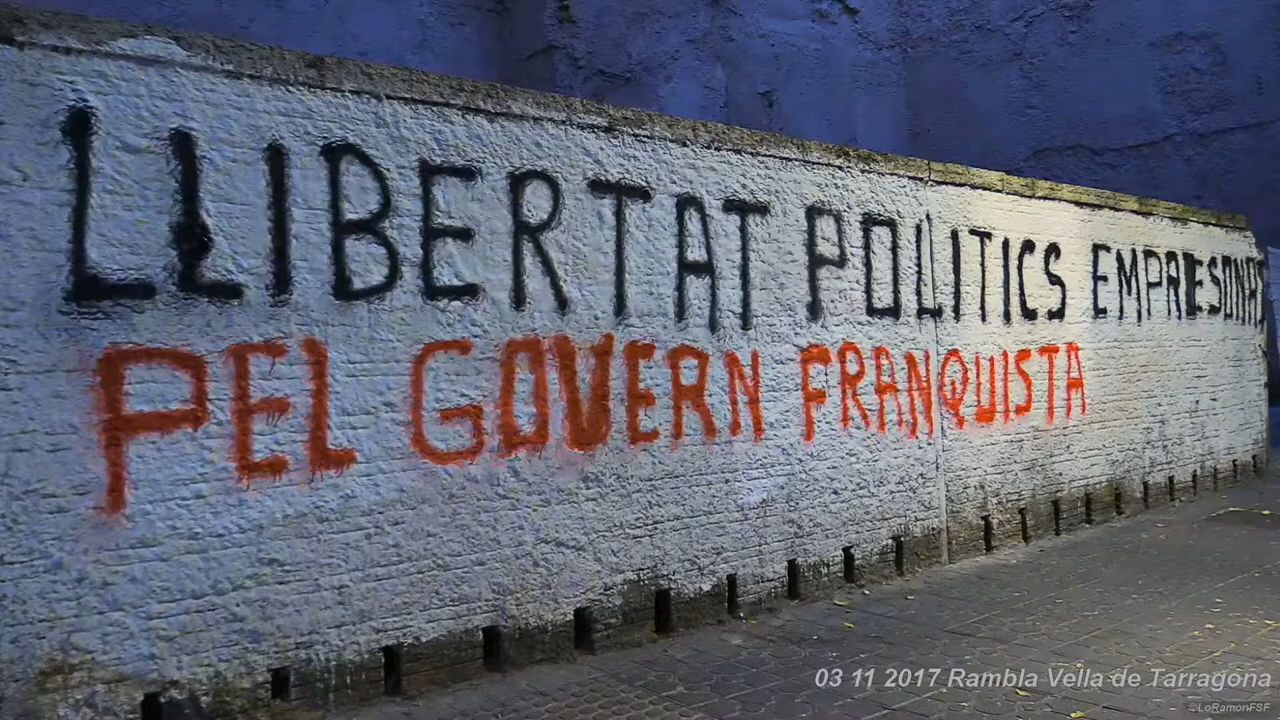 LLIBERTAT POLITICS EMPRESONATS
PEL GOVERN FRANQUISTA
03 11 2017 Rambla Vella de Tarragona
@LoRamonFSF